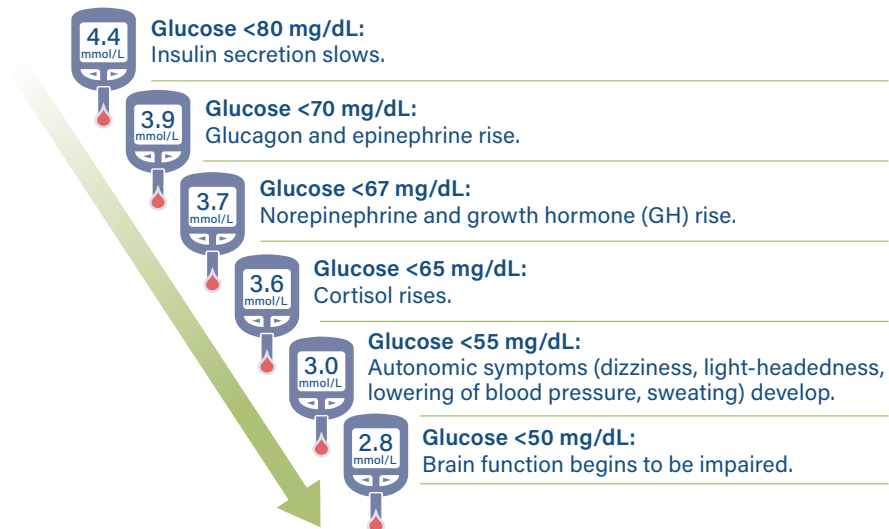 4.4
mmol/L
Glucose <80 mg/dL:
Insulin secretion slows.
3.9
mmol/L
Glucose <70 mg/dL:
Glucagon and epinephrine rise.
3.7
mmol/L
Glucose <67 mg/dL:
Norepinephrine and growth hormone (GH) rise.
3.6
mmol/L
Glucose <65 mg/dL:
Cortisol rises.
3.0
mmol/L
Glucose <55 mg/dL:
Autonomic symptoms (dizziness, light-headedness,
lowering of blood pressure, sweating) develop.
2.8
mmol/L
Glucose <50 mg/dL:
Brain function begins to be impaired.